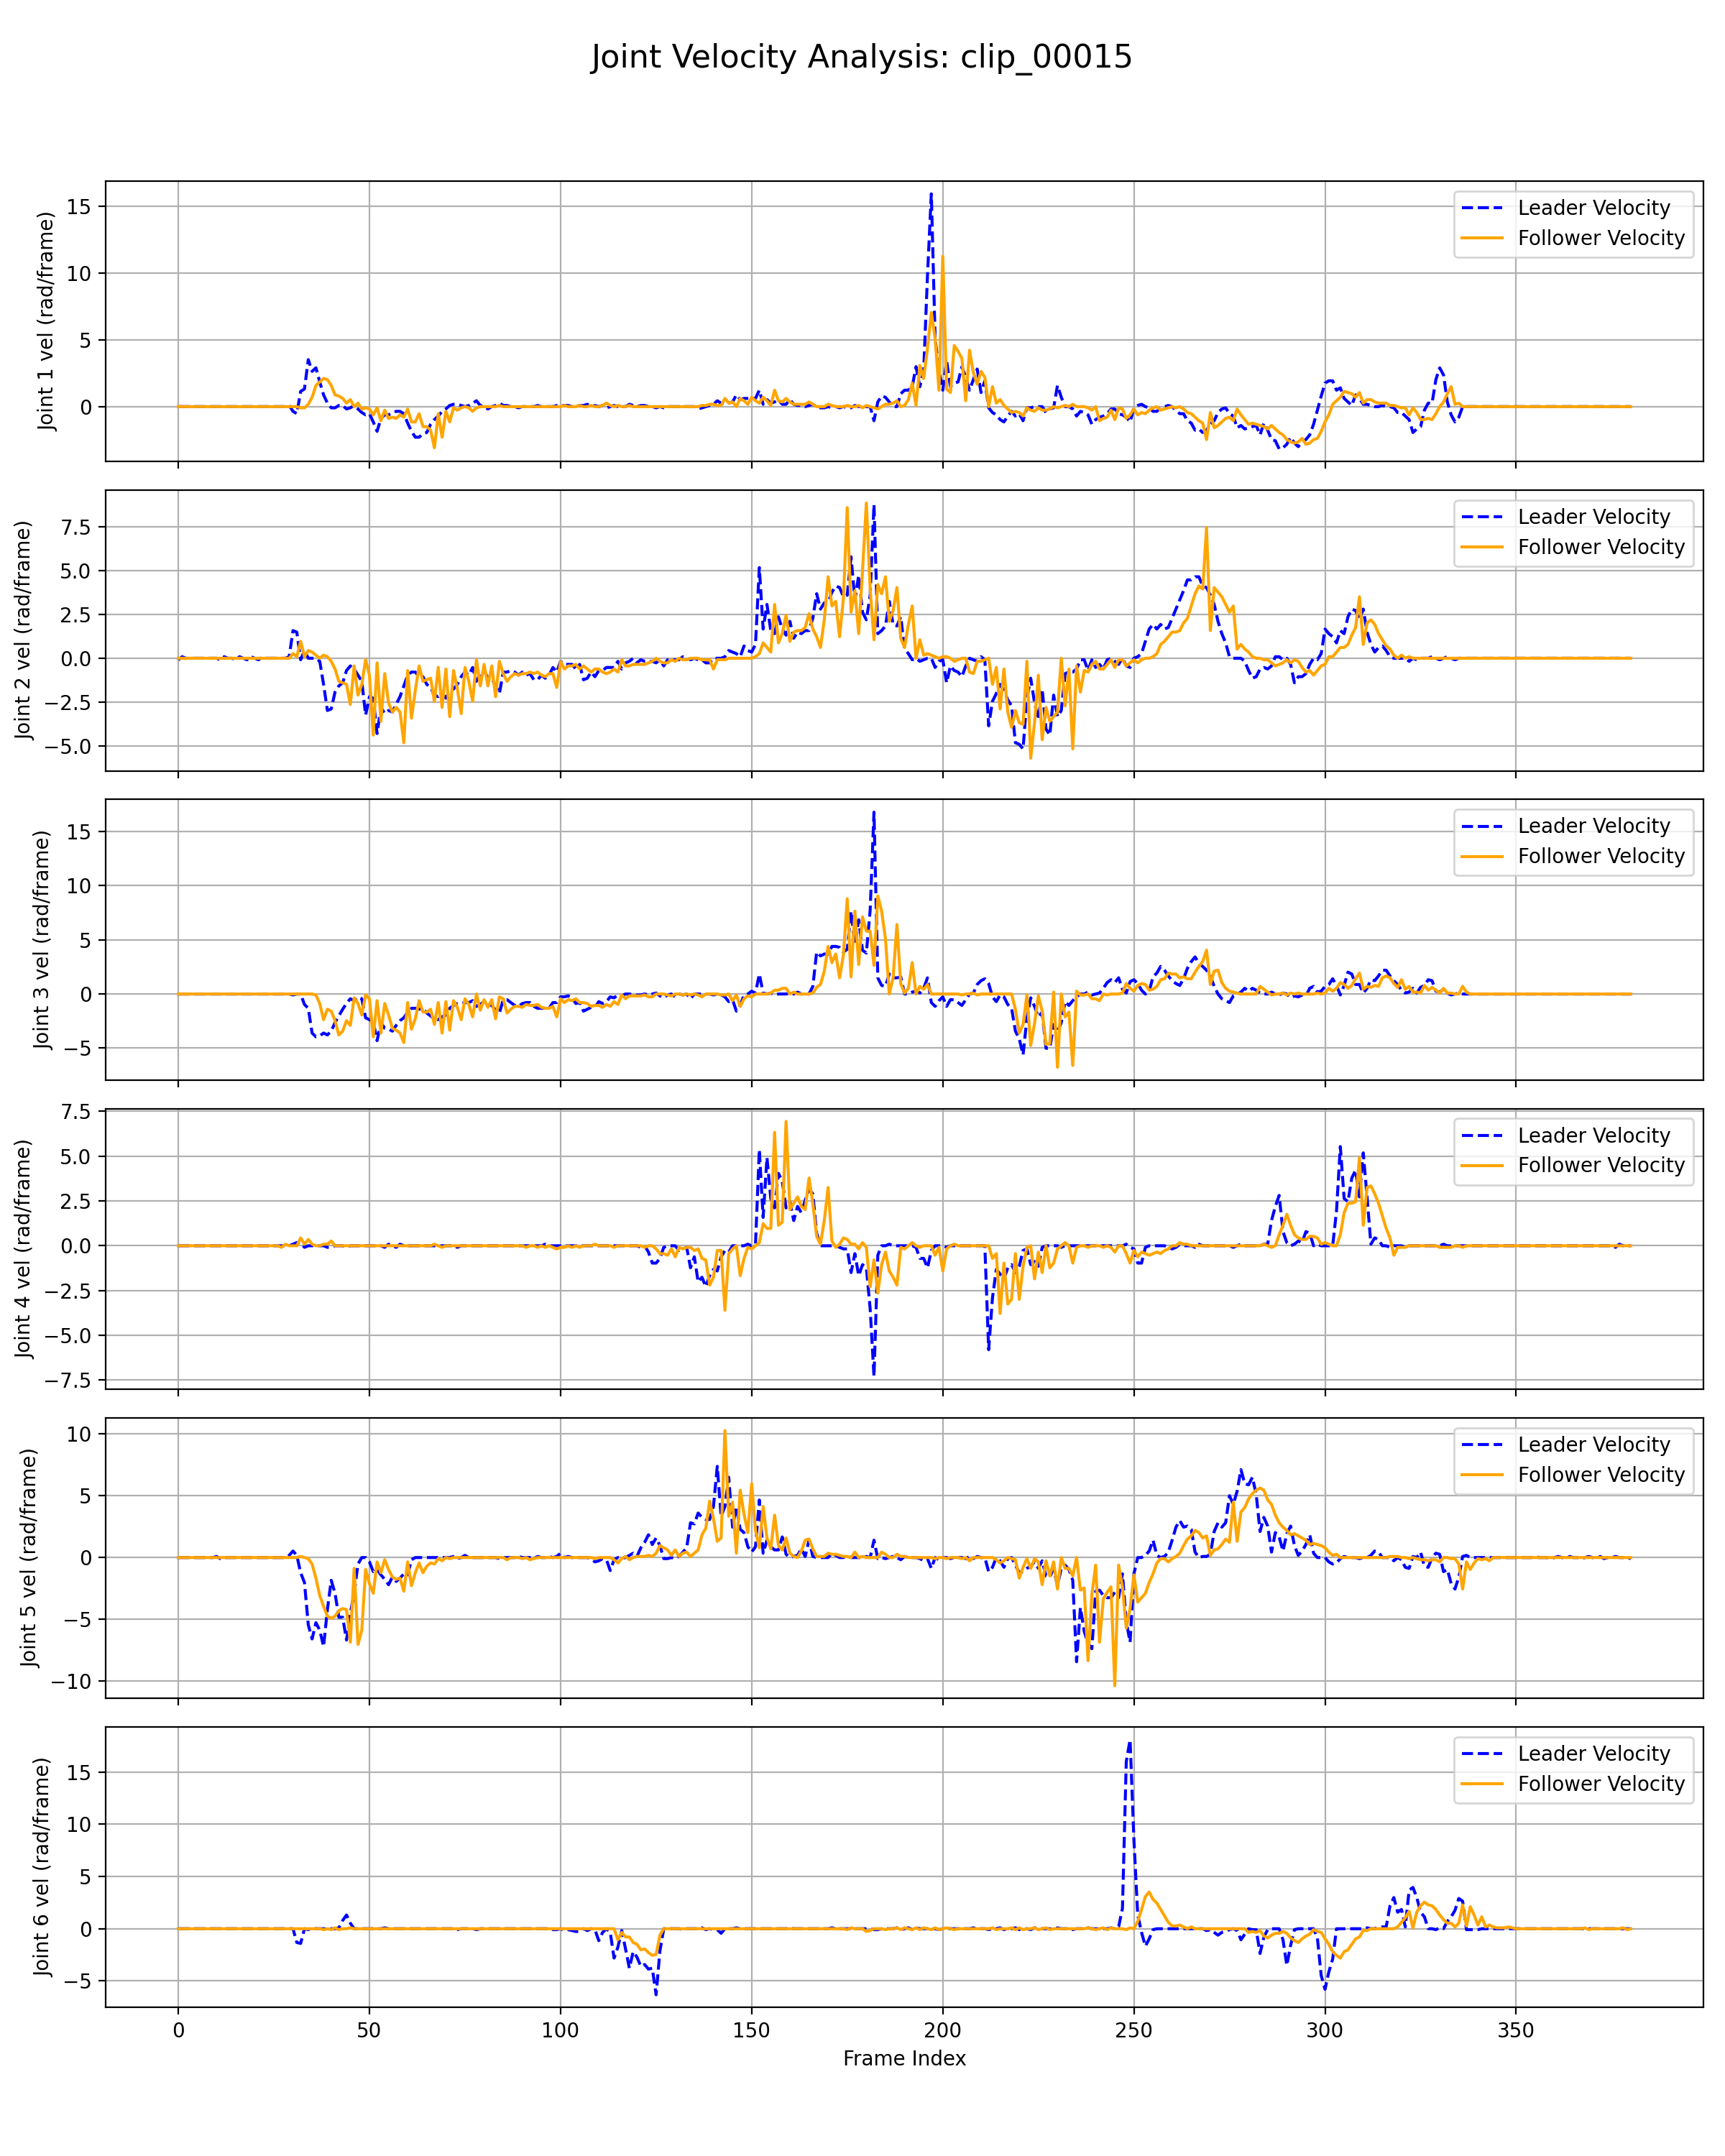 Joint Velocity Analysis: clip_00015
Joint 1 vel (rad/frame)
15
10
5
0
Leader Velocity
Follower Velocity
Joint 2 vel (rad/frame)
7.5
5.0
2.5
0.0
−2.5
−5.0
Leader Velocity
Follower Velocity
Joint 3 vel (rad/frame)
15
10
5
0
−5
Leader Velocity
Follower Velocity
Joint 4 vel (rad/frame)
7.5
5.0
2.5
0.0
−2.5
−5.0
−7.5
Leader Velocity
Follower Velocity
Joint 5 vel (rad/frame)
10
5
0
−5
−10
Leader Velocity
Follower Velocity
Joint 6 vel (rad/frame)
15
10
5
0
−5
Leader Velocity
Follower Velocity
0 50 100 150 200 250 300 350
Frame Index